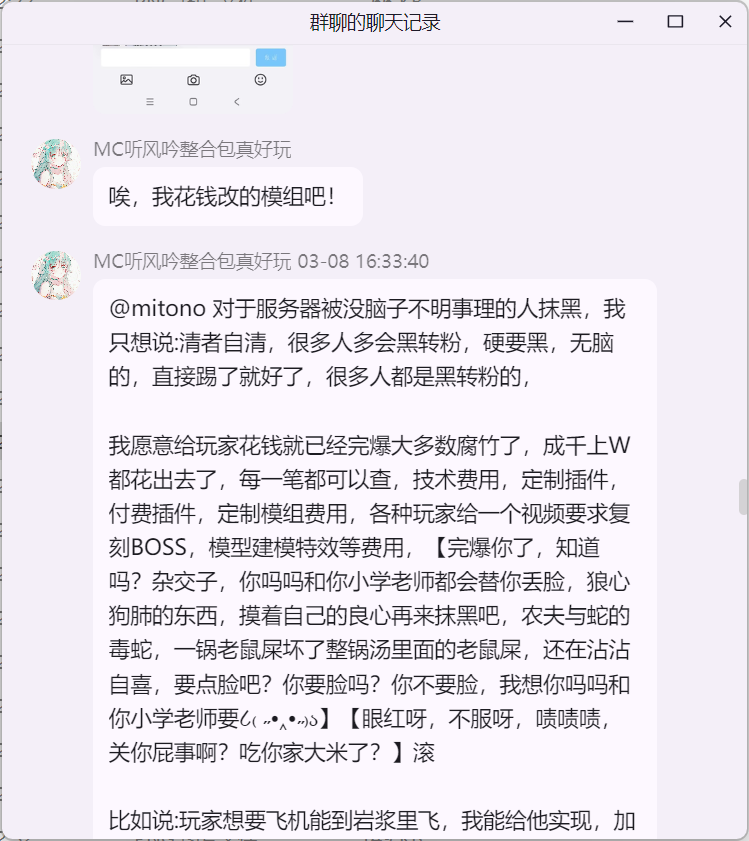 群聊的聊天记录
MC听风吟整合包真好玩
唉，我花钱改的模组吧！
MC听风吟整合包真好玩 03-08 16:33:40
@mitono 对于服务器被没脑子不明事理的人抹黑，我
只想说:清者自清，很多人多会黑转粉，硬要黑，无脑
的，直接踢了就好了，很多人都是黑转粉的，
我愿意给玩家花钱就已经完爆大多数腐竹了，成千上W
都花出去了，每一笔都可以查，技术费用，定制插件，
付费插件，定制模组费用，各种玩家给一个视频要求复
刻BOSS，模型建模特效等费用，【完爆你了，知道
吗？杂交子，你吗吗和你小学老师都会替你丢脸，狼心
狗肺的东西，摸着自己的良心再来抹黑吧，农夫与蛇的
毒蛇，一锅老鼠屎坏了整锅汤里面的老鼠屎，还在沾沾
自喜，要点脸吧？你要脸吗？你不要脸，我想你吗吗和
你小学老师要૮₍ ˶•‸•˶₎ა】【眼红呀，不服呀，啧啧啧，
关你屁事啊？吃你家大米了？】滚
比如说:玩家想要飞机能到岩浆里飞，我能给他实现，加